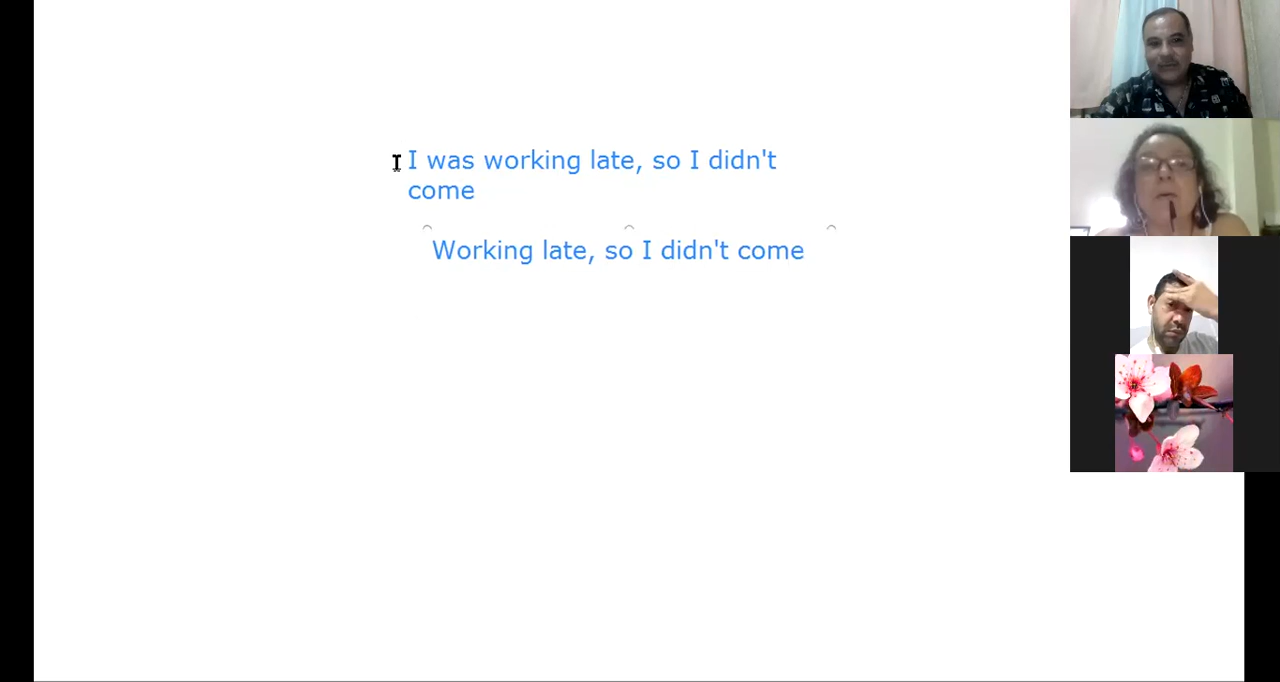 I was working late, so I didn't
come
Working late, so I didn't come